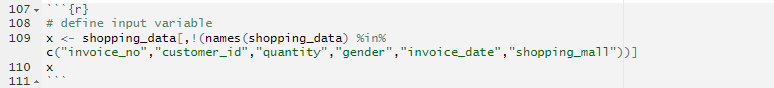 107 ```{r}
108 # define input variable
109 x <- shopping_data[,!(names(shopping_data) %in%
c("invoice_no","customer_id","quantity","gender","invoice_date","shopping_mall"))]
110 x
111 ```